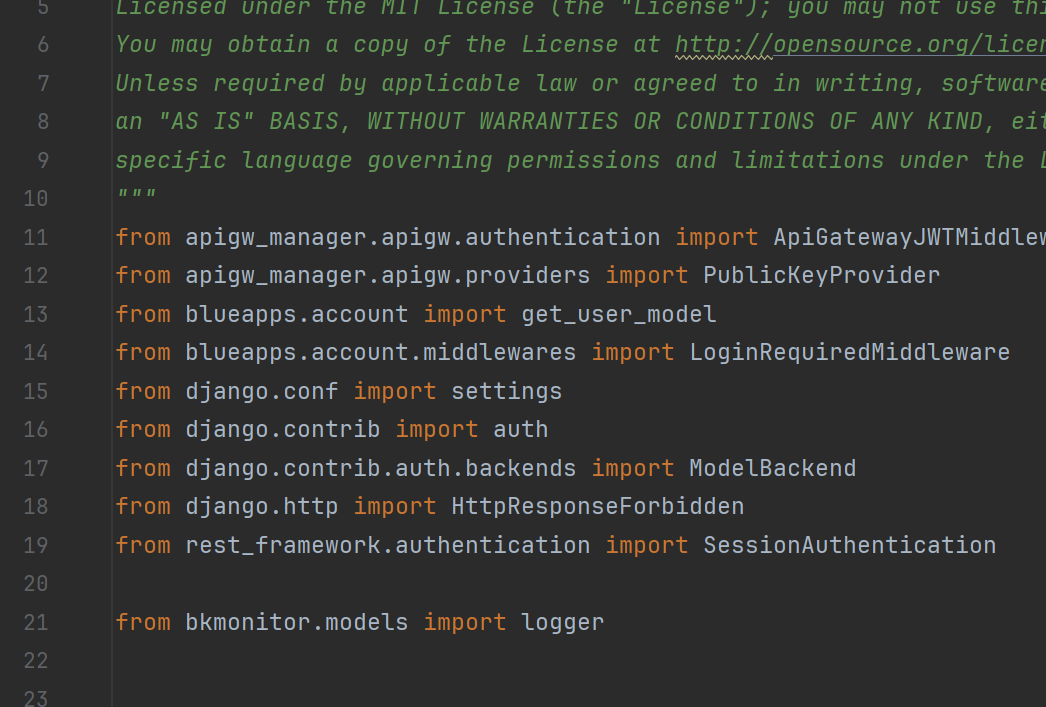 5 Licensed under the MIT License (the "License"); you may not use thi
6 You may obtain a copy of the License at http://opensource.org/licen
7 Unless required by applicable law or agreed to in writing, software
8 an "AS IS" BASIS, WITHOUT WARRANTIES OR CONDITIONS OF ANY KIND, eit
9 specific language governing permissions and limitations under the L
10 """
11 from apigw_manager.apigw.authentication import ApiGatewayJWTMiddlew
12 from apigw_manager.apigw.providers import PublicKeyProvider
13 from blueapps.account import get_user_model
14 from blueapps.account.middlewares import LoginRequiredMiddleware
15 from django.conf import settings
16 from django.contrib import auth
17 from django.contrib.auth.backends import ModelBackend
18 from django.http import HttpResponseForbidden
19 from rest_framework.authentication import SessionAuthentication
20
21 from bkmonitor.models import logger
22
23